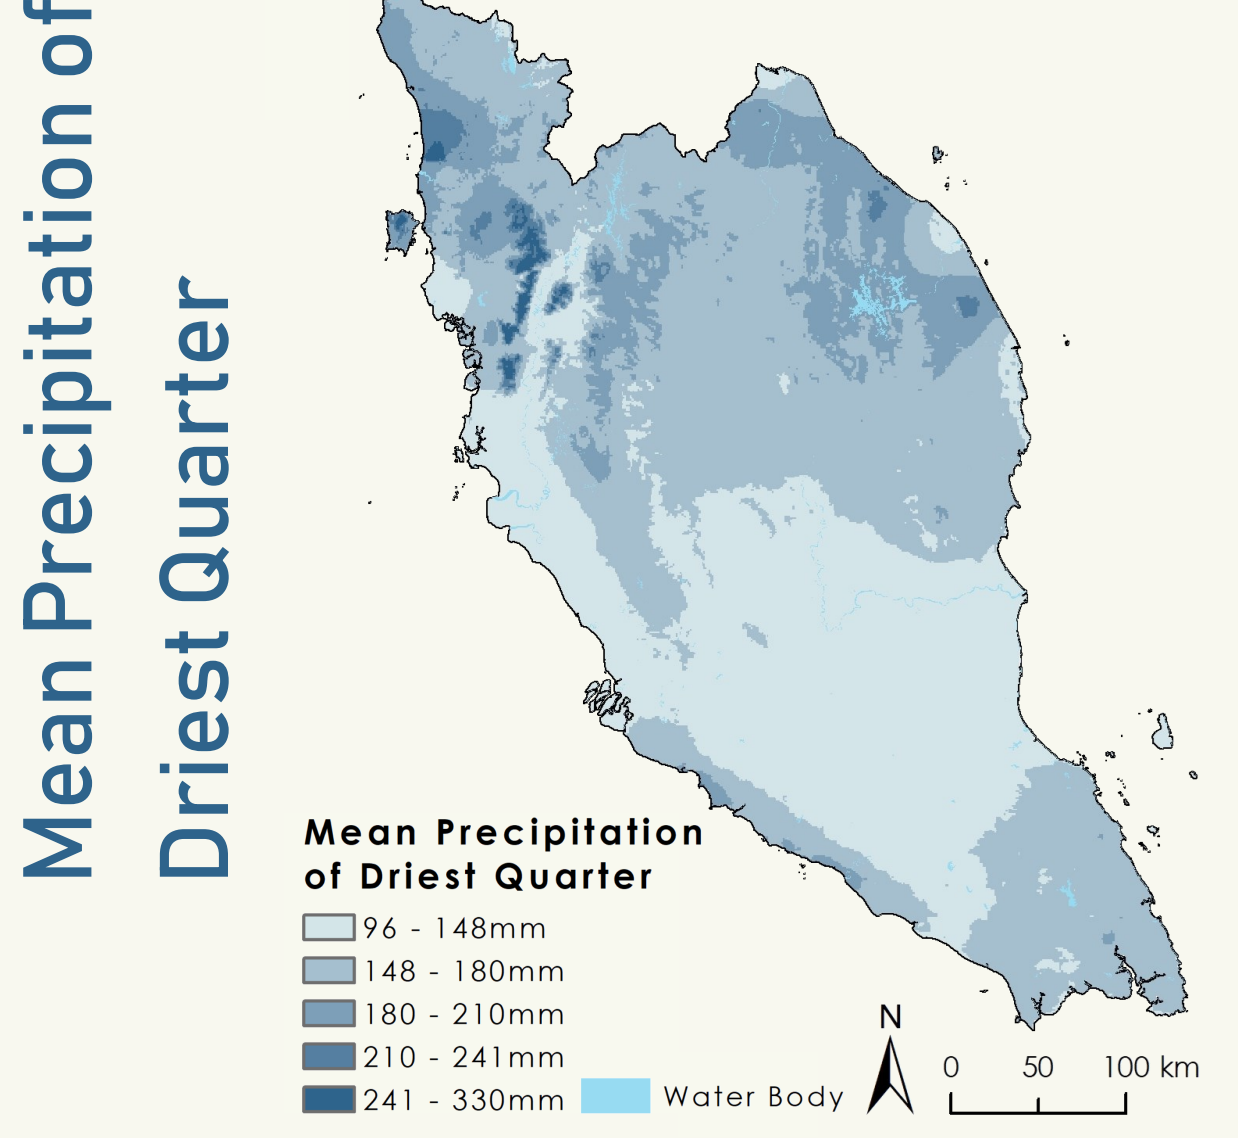 Mean Precipitation of
Driest Quarter
Mean Precipitation
of Driest Quarter
96 - 148mm
148 - 180mm
180 - 210mm
210 - 241mm
241 - 330mm
Water Body
N
0 50 100 km